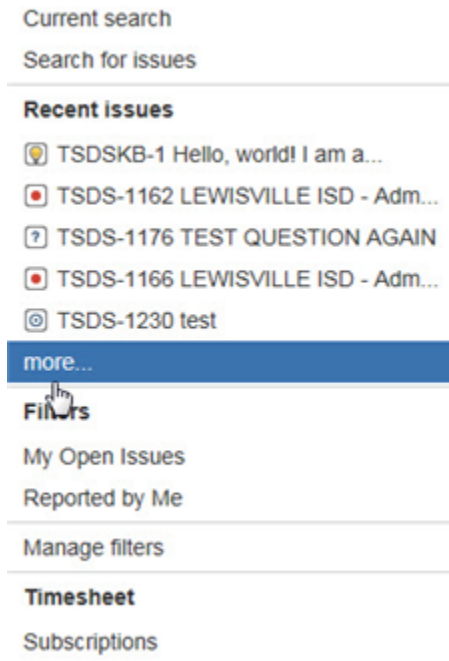 Current search
Search for issues
Recent issues
TSDSKB-1 Hello, world! I am a...
TSDS-1162 LEWISVILLE ISD - Adm...
? TSDS-1176 TEST QUESTION AGAIN
TSDS-1166 LEWISVILLE ISD - Adm...
TSDS-1230 test
more...
Filters
My Open Issues
Reported by Me
Manage filters
Timesheet
Subscriptions